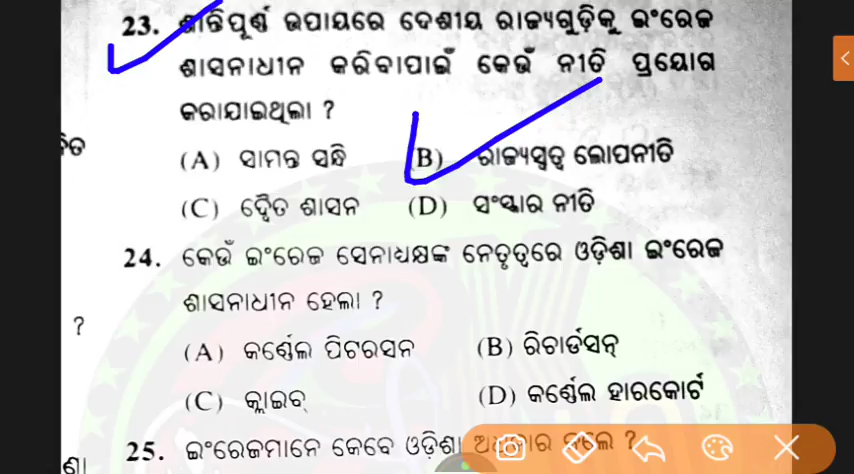 23. ଶାନ୍ତିପୂର୍ଣ୍ଣ ଉପାୟରେ ଦେଶୀୟ ରାଜ୍ୟଗୁଡ଼ିକୁ ଇଂରେଜ
ଶାସନାଧୀନ କରିବାପାଇଁ କେଉଁ ନୀତି ପ୍ରୟୋଗ
କରାଯାଇଥିଲା ?
(A) ସାମନ୍ତ ସନ୍ଧି (B) ରାଜ୍ୟସ୍ୱତ୍ୱ ଲୋପନୀତି
(C) ଦ୍ୱୈତ ଶାସନ (D) ସଂସ୍କାର ନୀତି
24. କେଉଁ ଇଂରେଜ ସେନାଧ୍ୟକ୍ଷଙ୍କ ନେତୃତ୍ୱରେ ଓଡ଼ିଶା ଇଂରେଜ
ଶାସନାଧୀନ ହେଲା ?
?
(A) କର୍ଣ୍ଣେଲ ପିଟରସନ (B) ରିଚାର୍ଡସନ୍
(C) କ୍ଲାଇବ୍ (D) କର୍ଣ୍ଣେଲ ହାରକୋର୍ଟ
25. ଇଂରେଜମାନେ କେବେ ଓଡ଼ିଶା କଲେ ?